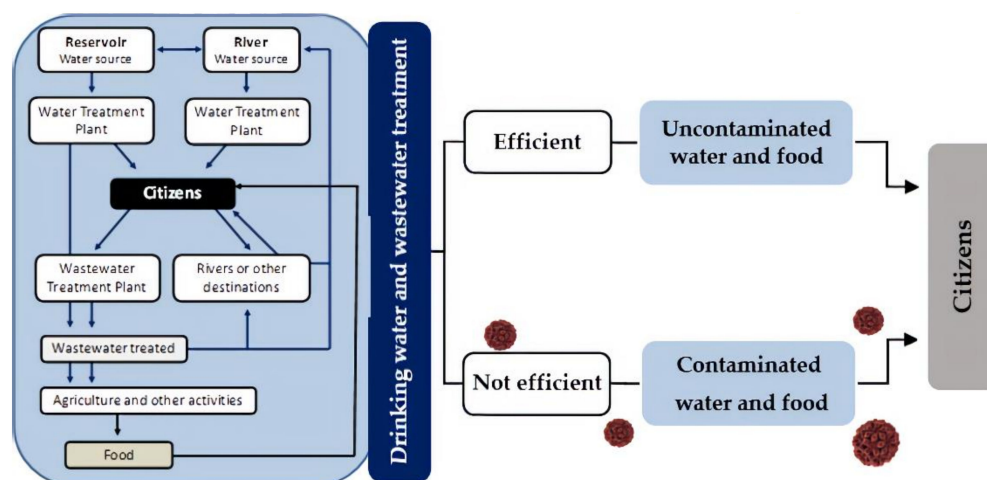 Reservoir
Water source
River
Water source
Water Treatment
Plant
Water Treatment
Plant
Citizens
Wastewater
Treatment Plant
Rivers or other
destinations
Wastewater treated
Agriculture and other activities
Food
Drinking water and wastewater treatment
Efficient
Uncontaminated
water and food
Not efficient
Contaminated
water and food
Citizens